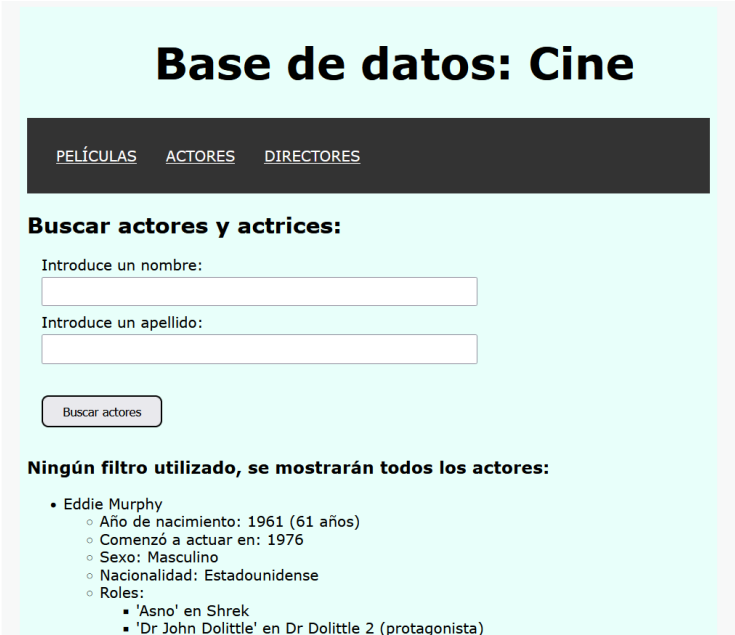 Base de datos: Cine
PELÍCULAS ACTORES DIRECTORES
Buscar actores y actrices:
Introduce un nombre:
Introduce un apellido:
Buscar actores
Ningún filtro utilizado, se mostrarán todos los actores:
Eddie Murphy
Año de nacimiento: 1961 (61 años)
Comenzó a actuar en: 1976
Sexo: Masculino
Nacionalidad: Estadounidense
Roles:
'Asno' en Shrek
'Dr John Dolittle' en Dr Dolittle 2 (protagonista)